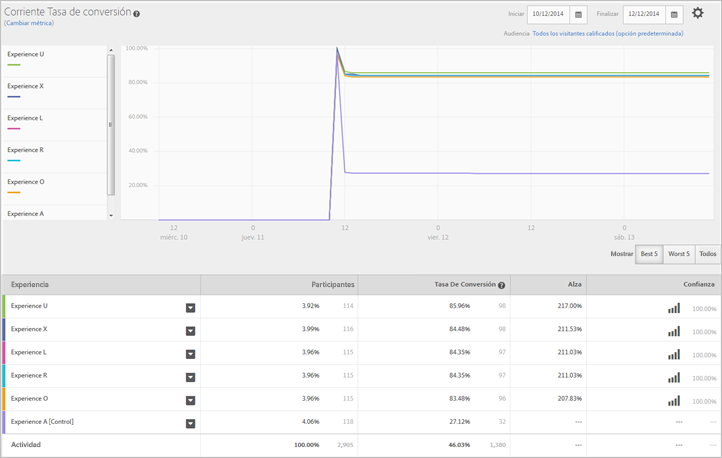 Corriente Tasa de conversión ?
(Cambiar métrica)
Iniciar 10/12/2014 Finalizar 12/12/2014
Audiencia Todos los visitantes calificados (opción predeterminada)
Experience U
Experience X
Experience L
Experience R
Experience O
Experience A
100.00%
80.00%
60.00%
40.00%
20.00%
12 0 12 0 12 0
miérc. 10 juev. 11 vier. 12 sáb. 13
Mostrar Best 5 Worst 5 Todos
Experiencia Participantes Tasa De Conversión ? Alza Confianza
Experience U 3.92% 114 85.96% 98 217.00% 100.00%
Experience X 3.99% 116 84.48% 98 211.53% 100.00%
Experience L 3.96% 115 84.35% 97 211.03% 100.00%
Experience R 3.96% 115 84.35% 97 211.03% 100.00%
Experience O 3.96% 115 83.48% 96 207.83% 100.00%
Experience A [Control] 4.06% 118 27.12% 32 --- --- ---
Actividad 100.00% 2,905 46.03% 1,380 --- --- ---